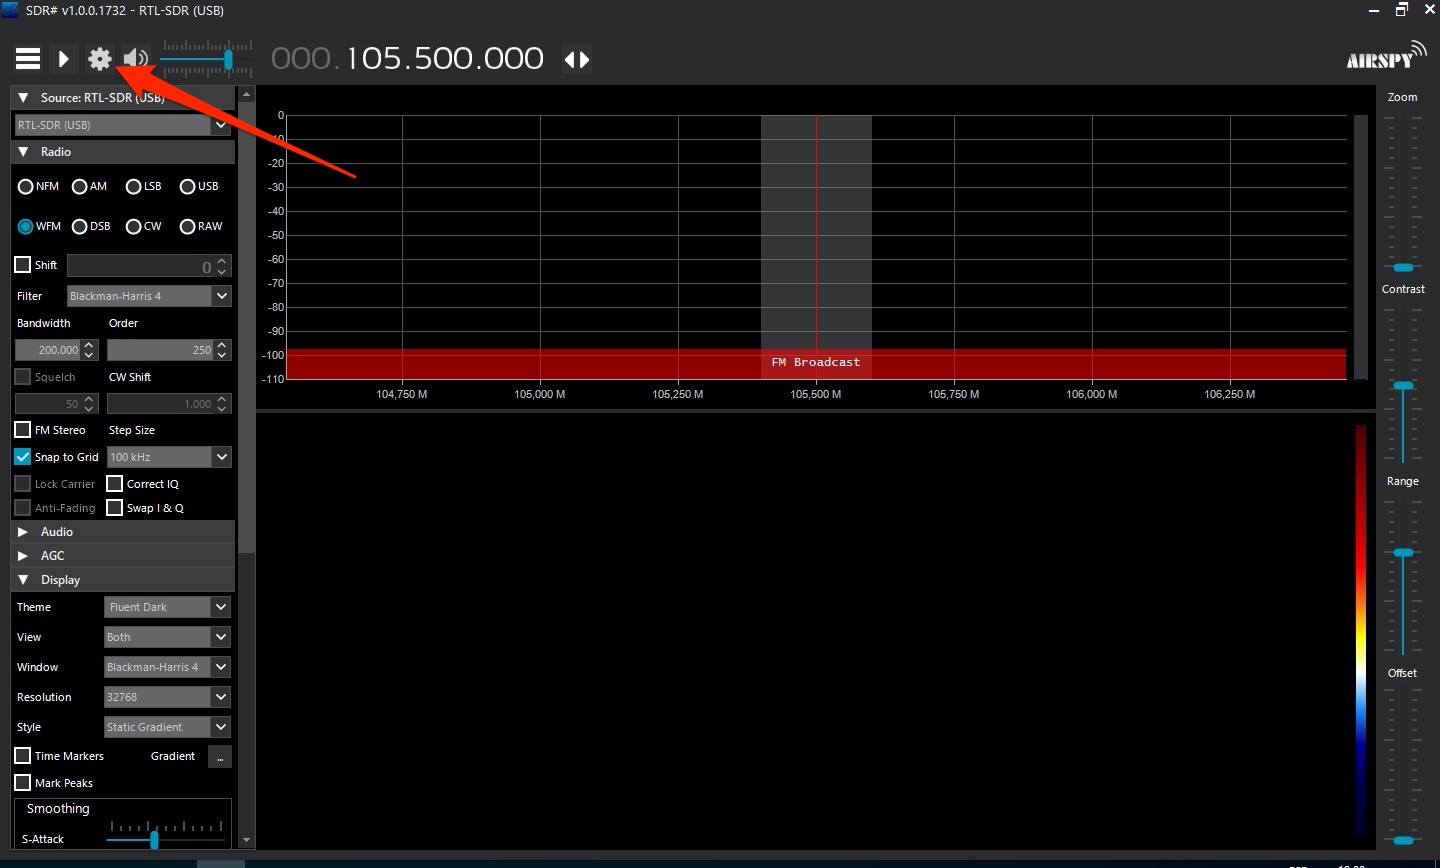 SDR# v1.0.0.1732 - RTL-SDR (USB)
000.105.500.000
AIRSPY
Source: RTL-SDR (USB)
RTL-SDR (USB)
Radio
NFM AM LSB USB
WFM DSB CW RAW
Shift 0
Filter Blackman-Harris 4
Bandwidth Order
200.000 250
Squelch CW Shift
50 1.000
FM Stereo Step Size
Snap to Grid 100 kHz
Lock Carrier Correct IQ
Anti-Fading Swap I & Q
Audio
AGC
Display
Theme Fluent Dark
View Both
Window Blackman-Harris 4
Resolution 32768
Style Static Gradient
Time Markers Gradient ...
Mark Peaks
Smoothing
S-Attack
0
-10
-20
-30
-40
-50
-60
-70
-80
-90
-100
-110
FM Broadcast
104,750 M 105,000 M 105,250 M 105,500 M 105,750 M 106,000 M 106,250 M
Zoom
Contrast
Range
Offset